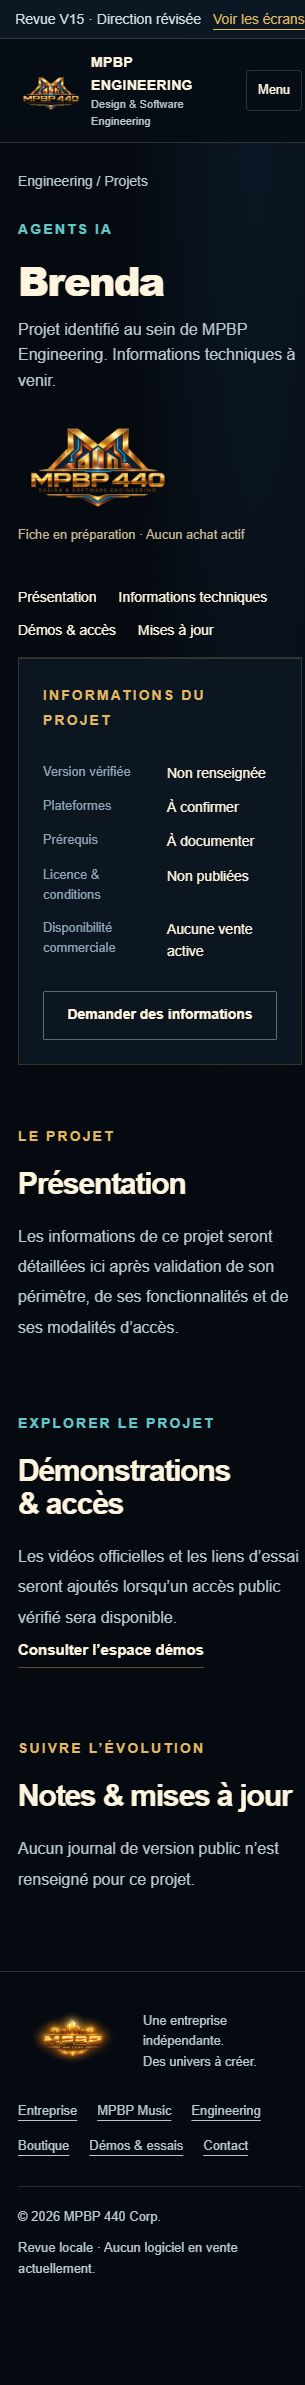 Revue V15 · Direction révisée Voir les écrans
MPBP 440
MPBP
ENGINEERING
Design & Software
Engineering
Menu
Engineering / Projets
AGENTS IA
Brenda
Projet identifié au sein de MPBP
Engineering. Informations techniques à
venir.
MPBP 440
DESIGN & SOFTWARE ENGINEERING
Fiche en préparation · Aucun achat actif
Présentation Informations techniques
Démos & accès Mises à jour
INFORMATIONS DU
PROJET
Version vérifiée Non renseignée
Plateformes À confirmer
Prérequis À documenter
Licence &
conditions
Non publiées
Disponibilité
commerciale
Aucune vente
active
Demander des informations
LE PROJET
Présentation
Les informations de ce projet seront
détaillées ici après validation de son
périmètre, de ses fonctionnalités et de
ses modalités d’accès.
EXPLORER LE PROJET
Démonstrations
& accès
Les vidéos officielles et les liens d’essai
seront ajoutés lorsqu’un accès public
vérifié sera disponible.
Consulter l’espace démos
SUIVRE L’ÉVOLUTION
Notes & mises à jour
Aucun journal de version public n’est
renseigné pour ce projet.
MPBP
Une entreprise
indépendante.
Des univers à créer.
Entreprise MPBP Music Engineering
Boutique Démos & essais Contact
© 2026 MPBP 440 Corp.
Revue locale · Aucun logiciel en vente
actuellement.